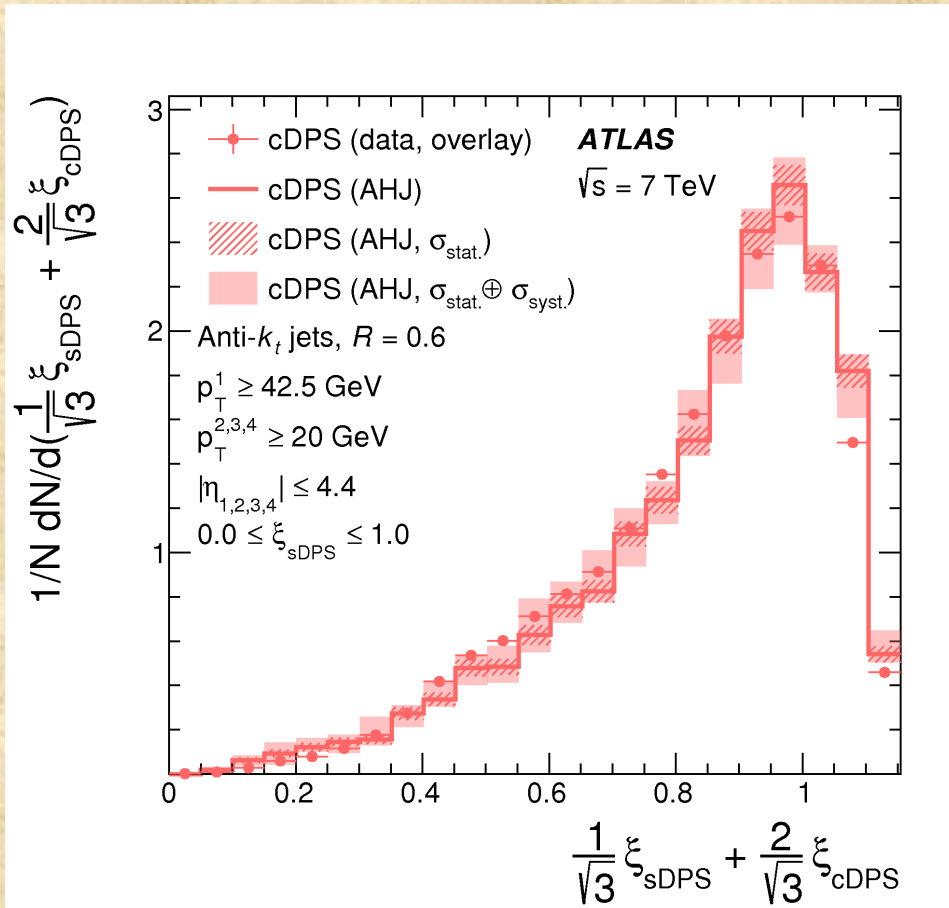 1/N dN/d(1/√3 ξsDPS + 2/√3 ξcDPS)
3
2
1
cDPS (data, overlay)
cDPS (AHJ)
cDPS (AHJ, σstat.)
cDPS (AHJ, σstat. ⊕ σsyst.)
ATLAS
√s = 7 TeV
Anti-kt jets, R = 0.6
pT1 ≥ 42.5 GeV
pT2,3,4 ≥ 20 GeV
|η1,2,3,4| ≤ 4.4
0.0 ≤ ξsDPS ≤ 1.0
0 0.2 0.4 0.6 0.8 1
1/√3 ξsDPS + 2/√3 ξcDPS